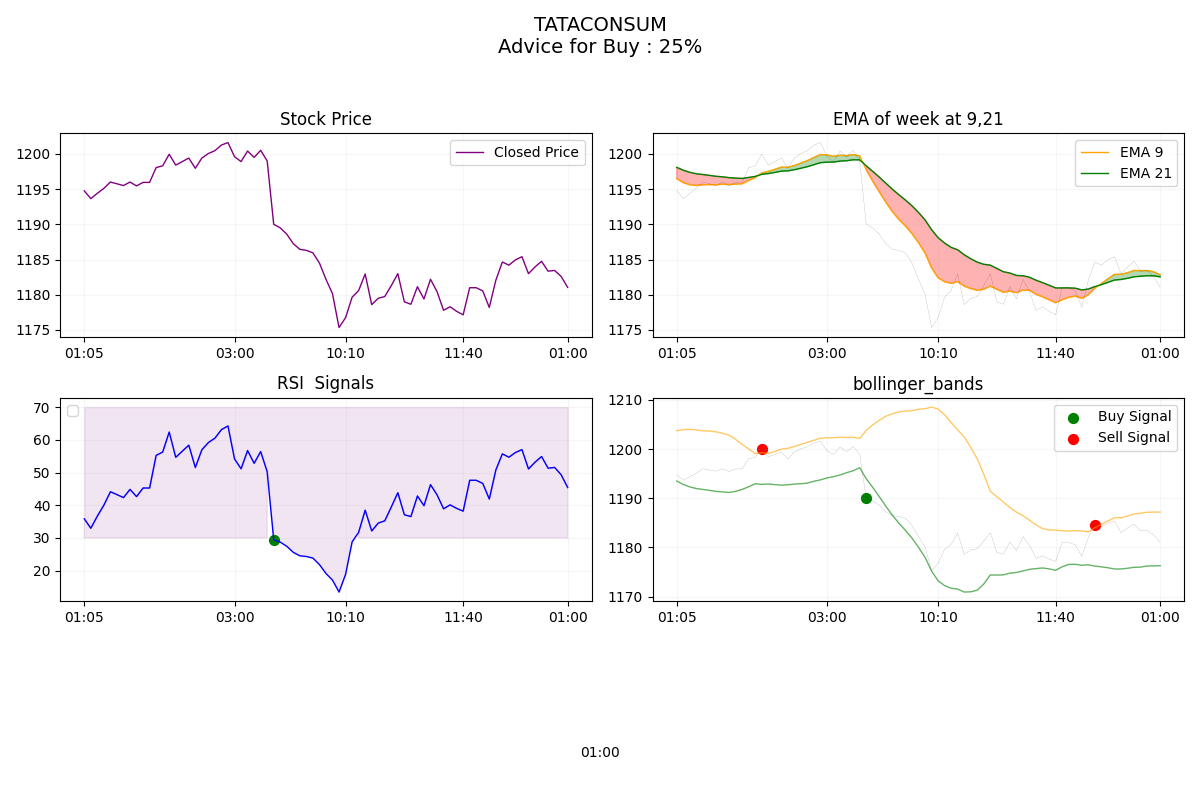 TATACONSUM
Advice for Buy : 25%
Stock Price
1200
1195
1190
1185
1180
1175
Closed Price
01:05 03:00 10:10 11:40 01:00
EMA of week at 9,21
1200
1195
1190
1185
1180
1175
EMA 9
EMA 21
01:05 03:00 10:10 11:40 01:00
RSI  Signals
70
60
50
40
30
20
01:05 03:00 10:10 11:40 01:00
bollinger_bands
1210
1200
1190
1180
1170
Buy Signal
Sell Signal
01:05 03:00 10:10 11:40 01:00
01:00